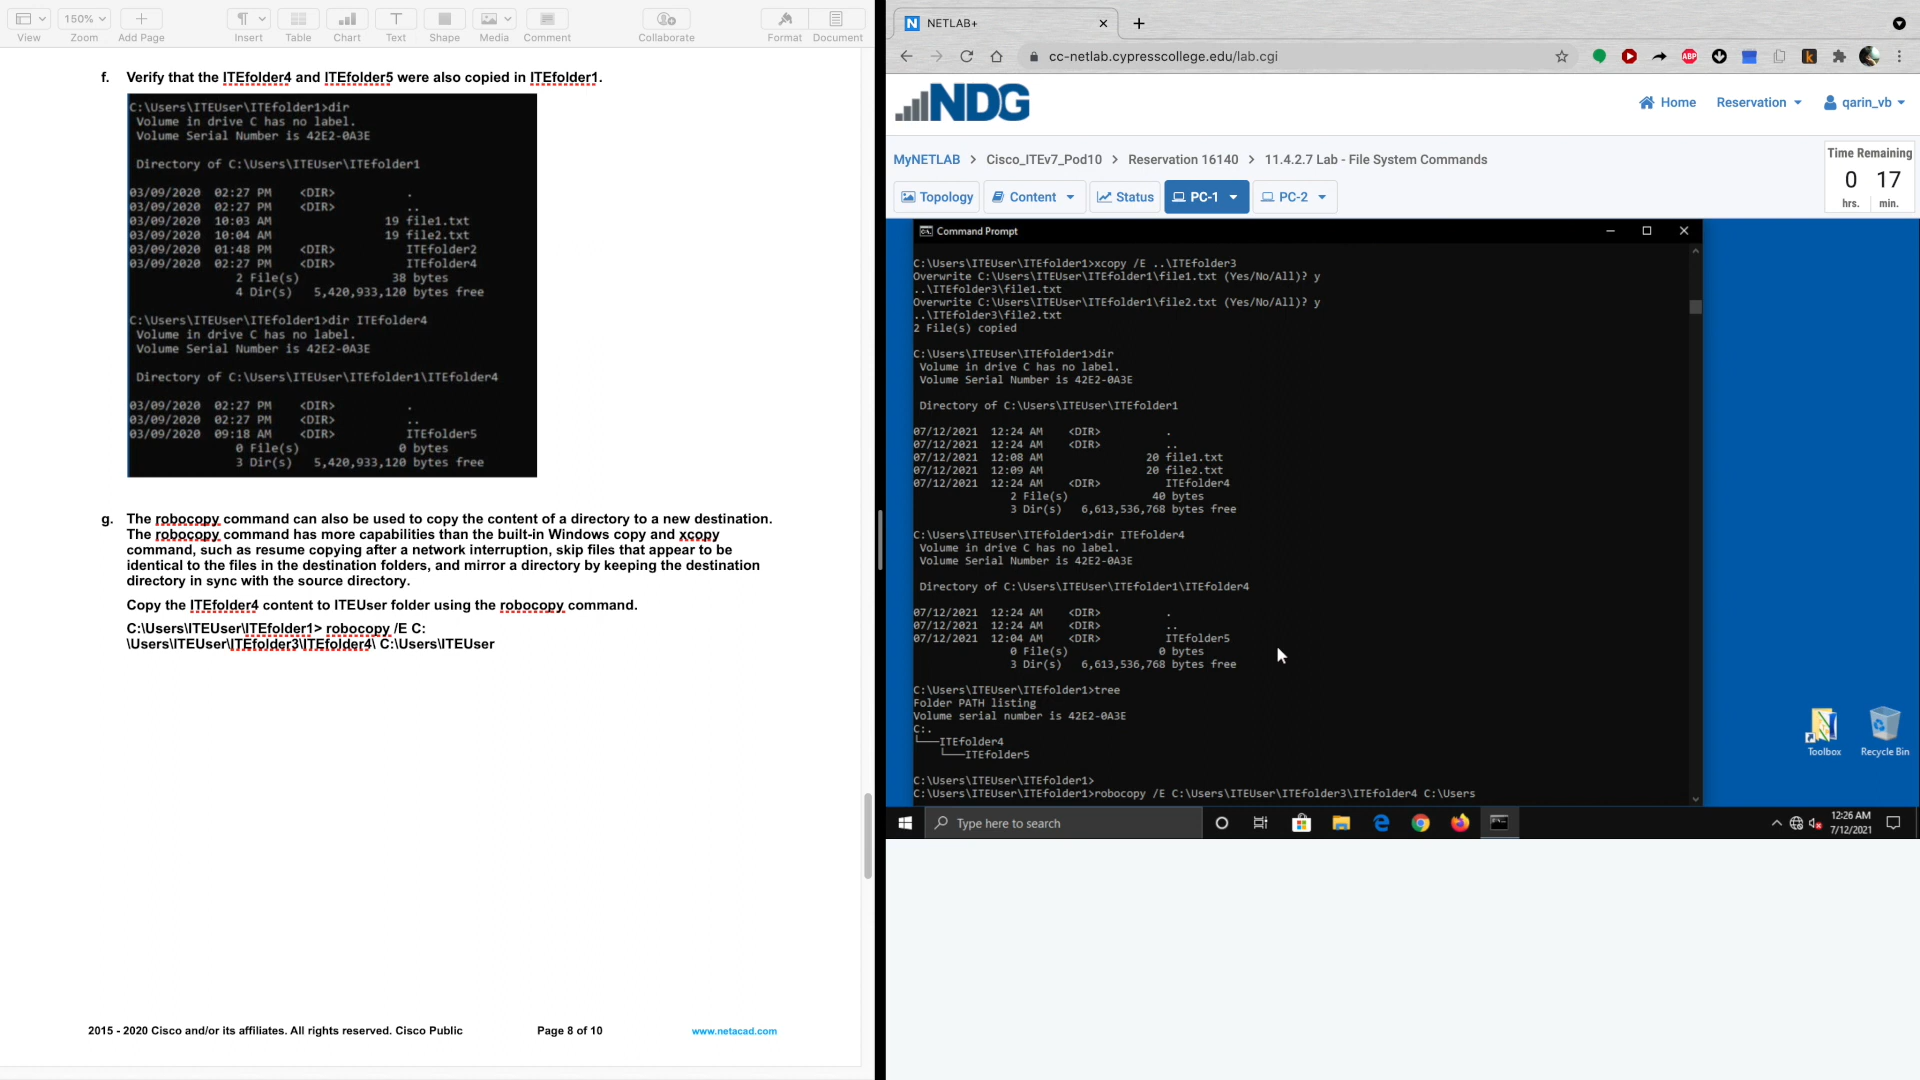 View
150%
Zoom
Add Page
Insert
Table
Chart
Text
Shape
Media
Comment
Collaborate
Format
Document
f. Verify that the ITEfolder4 and ITEfolder5 were also copied in ITEfolder1.
C:\Users\ITEUser\ITEfolder1>dir
Volume in drive C has no label.
Volume Serial Number is 42E2-0A3E
Directory of C:\Users\ITEUser\ITEfolder1
03/09/2020 02:27 PM <DIR> .
03/09/2020 02:27 PM <DIR> ..
03/09/2020 10:03 AM 19 file1.txt
03/09/2020 10:04 AM 19 file2.txt
03/09/2020 01:48 PM <DIR> ITEfolder2
03/09/2020 02:27 PM <DIR> ITEfolder4
2 File(s) 38 bytes
4 Dir(s) 5,420,933,120 bytes free
C:\Users\ITEUser\ITEfolder1>dir ITEfolder4
Volume in drive C has no label.
Volume Serial Number is 42E2-0A3E
Directory of C:\Users\ITEUser\ITEfolder1\ITEfolder4
03/09/2020 02:27 PM <DIR> .
03/09/2020 02:27 PM <DIR> ..
03/09/2020 09:18 AM <DIR> ITEfolder5
0 File(s) 0 bytes
3 Dir(s) 5,420,933,120 bytes free
g. The robocopy command can also be used to copy the content of a directory to a new destination.
The robocopy command has more capabilities than the built-in Windows copy and xcopy
command, such as resume copying after a network interruption, skip files that appear to be
identical to the files in the destination folders, and mirror a directory by keeping the destination
directory in sync with the source directory.
Copy the ITEfolder4 content to ITEUser folder using the robocopy command.
C:\Users\ITEUser\ITEfolder1> robocopy /E C:
\Users\ITEUser\ITEfolder3\ITEfolder4\ C:\Users\ITEUser
2015 - 2020 Cisco and/or its affiliates. All rights reserved. Cisco Public Page 8 of 10 www.netacad.com
N NETLAB+
cc-netlab.cypresscollege.edu/lab.cgi
ABP
k
NDG
Home Reservation qarin_vb
MyNETLAB > Cisco_ITEv7_Pod10 > Reservation 16140 > 11.4.2.7 Lab - File System Commands
Time Remaining
0 17
hrs. min.
Topology Content Status PC-1 PC-2
Command Prompt
C:\Users\ITEUser\ITEfolder1>xcopy /E ..\ITEfolder3
Overwrite C:\Users\ITEUser\ITEfolder1\file1.txt (Yes/No/All)? y
..\ITEfolder3\file1.txt
Overwrite C:\Users\ITEUser\ITEfolder1\file2.txt (Yes/No/All)? y
..\ITEfolder3\file2.txt
2 File(s) copied
C:\Users\ITEUser\ITEfolder1>dir
Volume in drive C has no label.
Volume Serial Number is 42E2-0A3E
Directory of C:\Users\ITEUser\ITEfolder1
07/12/2021 12:24 AM <DIR> .
07/12/2021 12:24 AM <DIR> ..
07/12/2021 12:08 AM 20 file1.txt
07/12/2021 12:09 AM 20 file2.txt
07/12/2021 12:24 AM <DIR> ITEfolder4
2 File(s) 40 bytes
3 Dir(s) 6,613,536,768 bytes free
C:\Users\ITEUser\ITEfolder1>dir ITEfolder4
Volume in drive C has no label.
Volume Serial Number is 42E2-0A3E
Directory of C:\Users\ITEUser\ITEfolder1\ITEfolder4
07/12/2021 12:24 AM <DIR> .
07/12/2021 12:24 AM <DIR> ..
07/12/2021 12:04 AM <DIR> ITEfolder5
0 File(s) 0 bytes
3 Dir(s) 6,613,536,768 bytes free
C:\Users\ITEUser\ITEfolder1>tree
Folder PATH listing
Volume serial number is 42E2-0A3E
C:.
└───ITEfolder4
└───ITEfolder5
C:\Users\ITEUser\ITEfolder1>
C:\Users\ITEUser\ITEfolder1>robocopy /E C:\Users\ITEUser\ITEfolder3\ITEfolder4 C:\Users
Toolbox
Recycle Bin
Type here to search
12:26 AM
7/12/2021